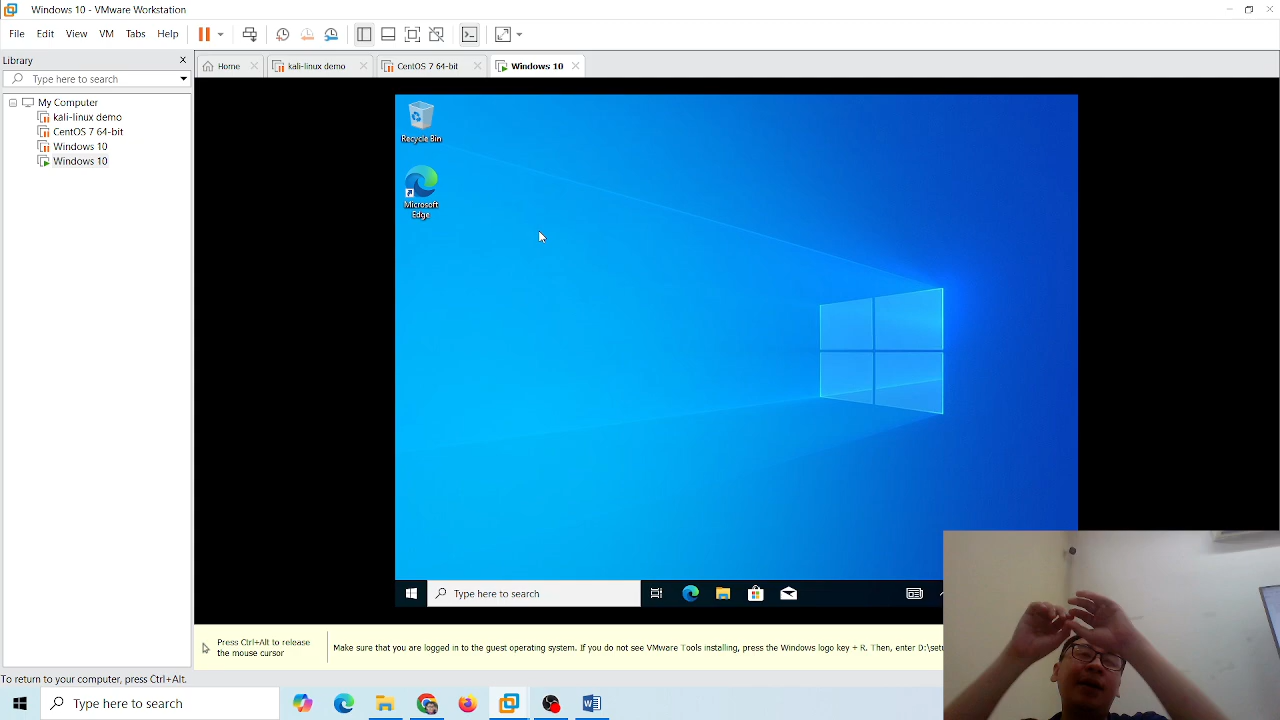 Windows 10 - VMware Workstation
File Edit View VM Tabs Help
Library
Type here to search
My Computer
kali-linux demo
CentOS 7 64-bit
Windows 10
Windows 10
Home kali-linux demo CentOS 7 64-bit Windows 10
Recycle Bin
Microsoft
Edge
Type here to search
Press Ctrl+Alt to release
the mouse cursor
Make sure that you are logged in to the guest operating system. If you do not see VMware Tools installing, press the Windows logo key + R. Then, enter D:\setu
To return to your computer, press Ctrl+Alt.
Type here to search